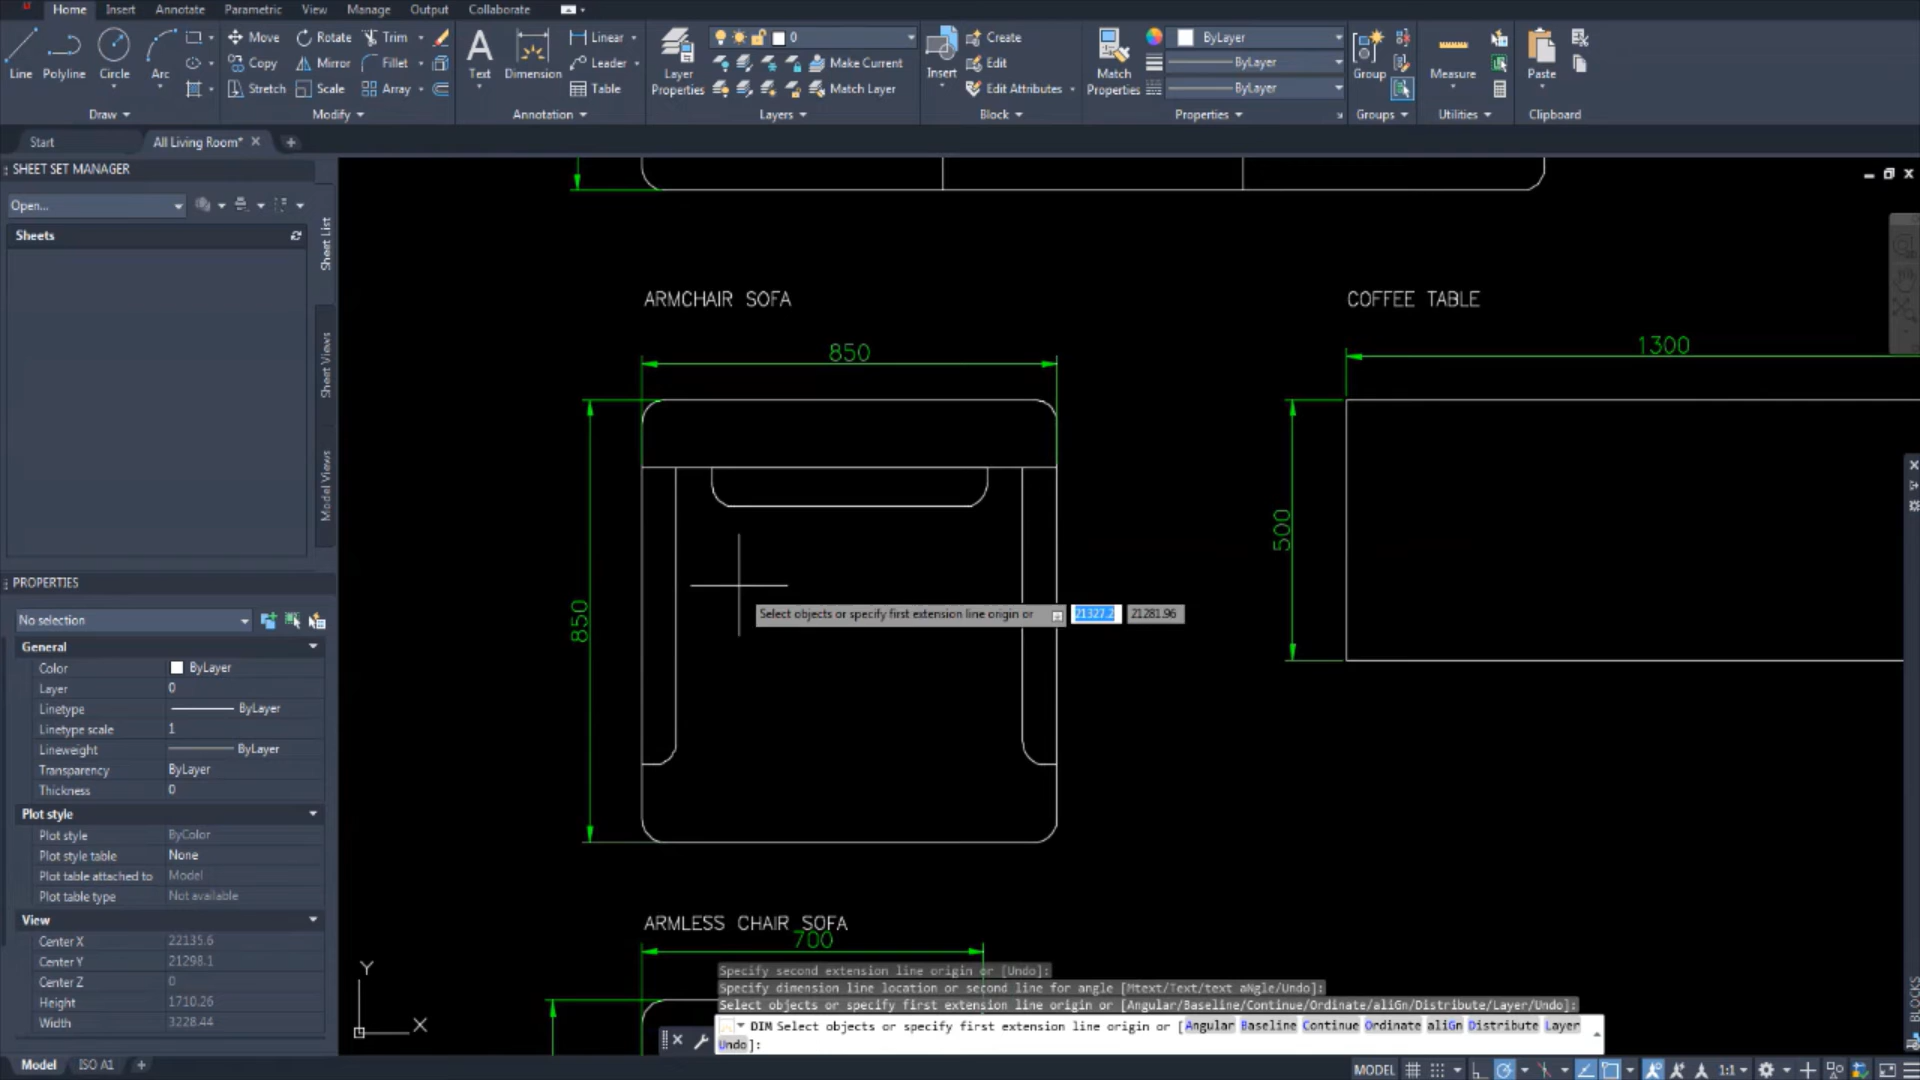 Home Insert Annotate Parametric View Manage Output Collaborate
Line Polyline Circle Arc
Move Rotate Trim
Copy Mirror Fillet
Stretch Scale Array
Text Dimension
Linear
Leader
Table
Layer Properties
0
Make Current
Match Layer
Insert
Create
Edit
Edit Attributes
Match Properties
ByLayer
ByLayer
ByLayer
Group
Measure
Paste
Draw Modify Annotation Layers Block Properties Groups Utilities Clipboard
Start All Living Room*
SHEET SET MANAGER
Open...
Sheets
Sheet List
Sheet Views
Model Views
PROPERTIES
No selection
General
Color ByLayer
Layer 0
Linetype ByLayer
Linetype scale 1
Lineweight ByLayer
Transparency ByLayer
Thickness 0
Plot style
Plot style ByColor
Plot style table None
Plot table attached to Model
Plot table type Not available
View
Center X 22135.6
Center Y 21298.1
Center Z 0
Height 1710.26
Width 3228.44
ARMCHAIR SOFA
850
850
COFFEE TABLE
1300
500
Select objects or specify first extension line origin or 21327.2 21281.96
ARMLESS CHAIR SOFA
700
Y
X
Specify second extension line origin or [Undo]:
Specify dimension line location or second line for angle [Mtext/Text/text aNgle/Undo]:
Select objects or specify first extension line origin or [Angular/Baseline/Continue/Ordinate/aliGn/Distribute/Layer/Undo]:
DIM Select objects or specify first extension line origin or [Angular Baseline Continue Ordinate aliGn Distribute Layer
Undo]:
BLOCKS
Model ISO A1
MODEL 1:1